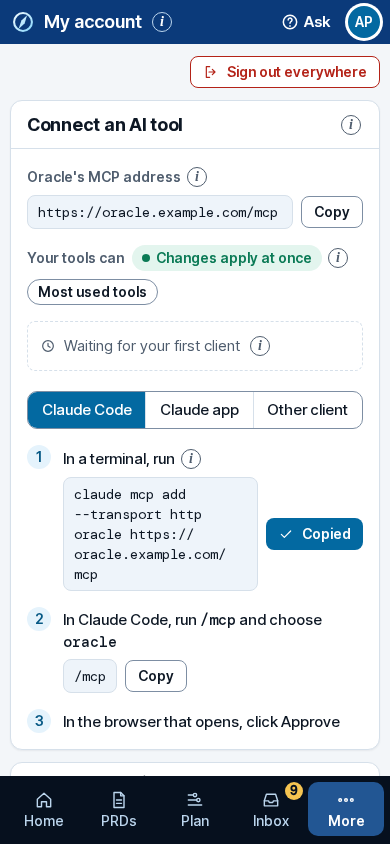 My account i Ask AP
Sign out everywhere
Connect an AI tool i
Oracle's MCP address i
https://oracle.example.com/mcp Copy
Your tools can Changes apply at once i
Most used tools
Waiting for your first client i
Claude Code Claude app Other client
1 In a terminal, run i
claude mcp add
--transport http
oracle https://
oracle.example.com/
mcp
Copied
2 In Claude Code, run /mcp and choose
oracle
/mcp Copy
3 In the browser that opens, click Approve
9
Home PRDs Plan Inbox More